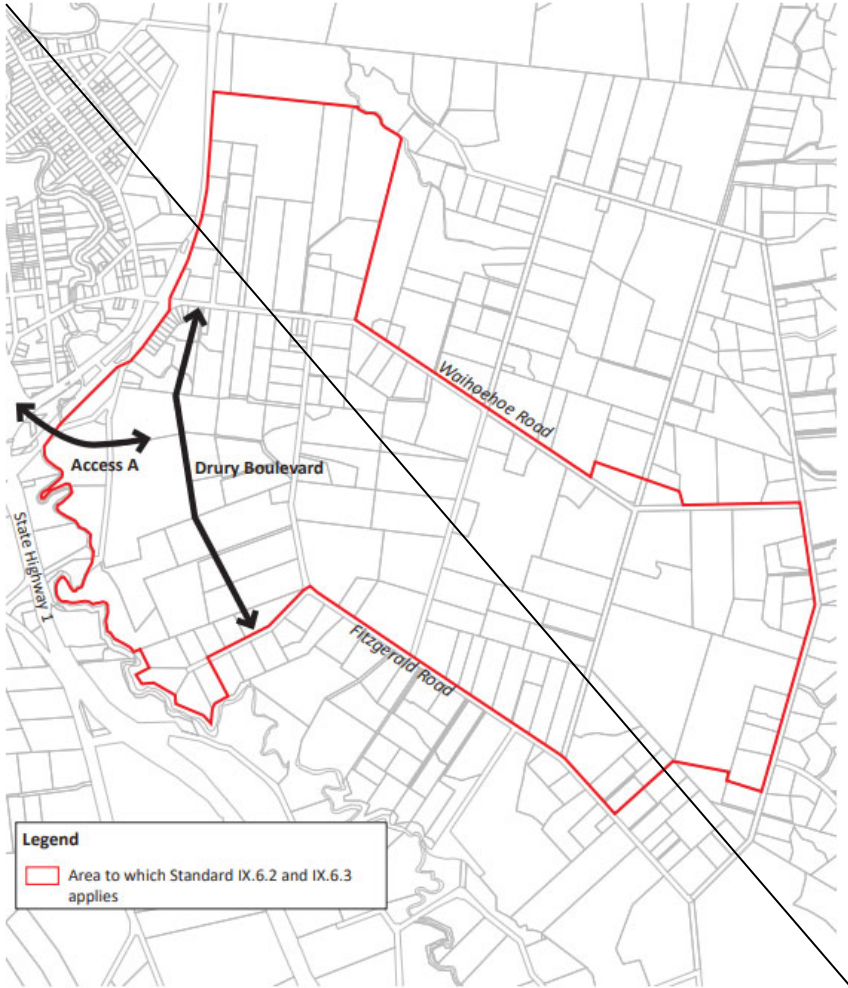 Waihoehoe Road
Access A
Drury Boulevard
State Highway 1
Fitzgerald Road
Legend
Area to which Standard IX.6.2 and IX.6.3
applies